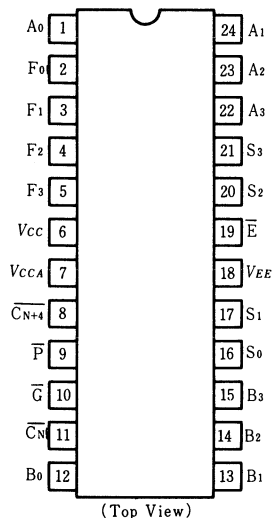 A0 1 24 A1
F0 2 23 A2
F1 3 22 A3
F2 4 21 S3
F3 5 20 S2
VCC 6 19 E̅
VCCA 7 18 VEE
C̅N̅+̅4̅ 8 17 S1
P̅ 9 16 S0
G̅ 10 15 B3
C̅N̅ 11 14 B2
B0 12 13 B1
(Top View)